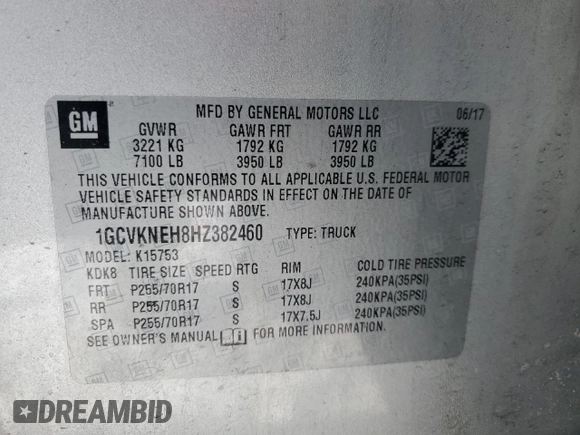 GM
MFD BY GENERAL MOTORS LLC 06/17
GVWR GAWR FRT GAWR RR
3221 KG 1792 KG 1792 KG
7100 LB 3950 LB 3950 LB
THIS VEHICLE CONFORMS TO ALL APPLICABLE U.S. FEDERAL MOTOR
VEHICLE SAFETY STANDARDS IN EFFECT ON THE DATE OF
MANUFACTURE SHOWN ABOVE.
1GCVKNEH8HZ382460 TYPE: TRUCK
MODEL: K15753
KDK8 TIRE SIZE SPEED RTG RIM COLD TIRE PRESSURE
FRT P255/70R17 S 17X8J 240KPA(35PSI)
RR P255/70R17 S 17X8J 240KPA(35PSI)
SPA P255/70R17 S 17X7.5J 240KPA(35PSI)
SEE OWNER'S MANUAL FOR MORE INFORMATION
DREAMBID